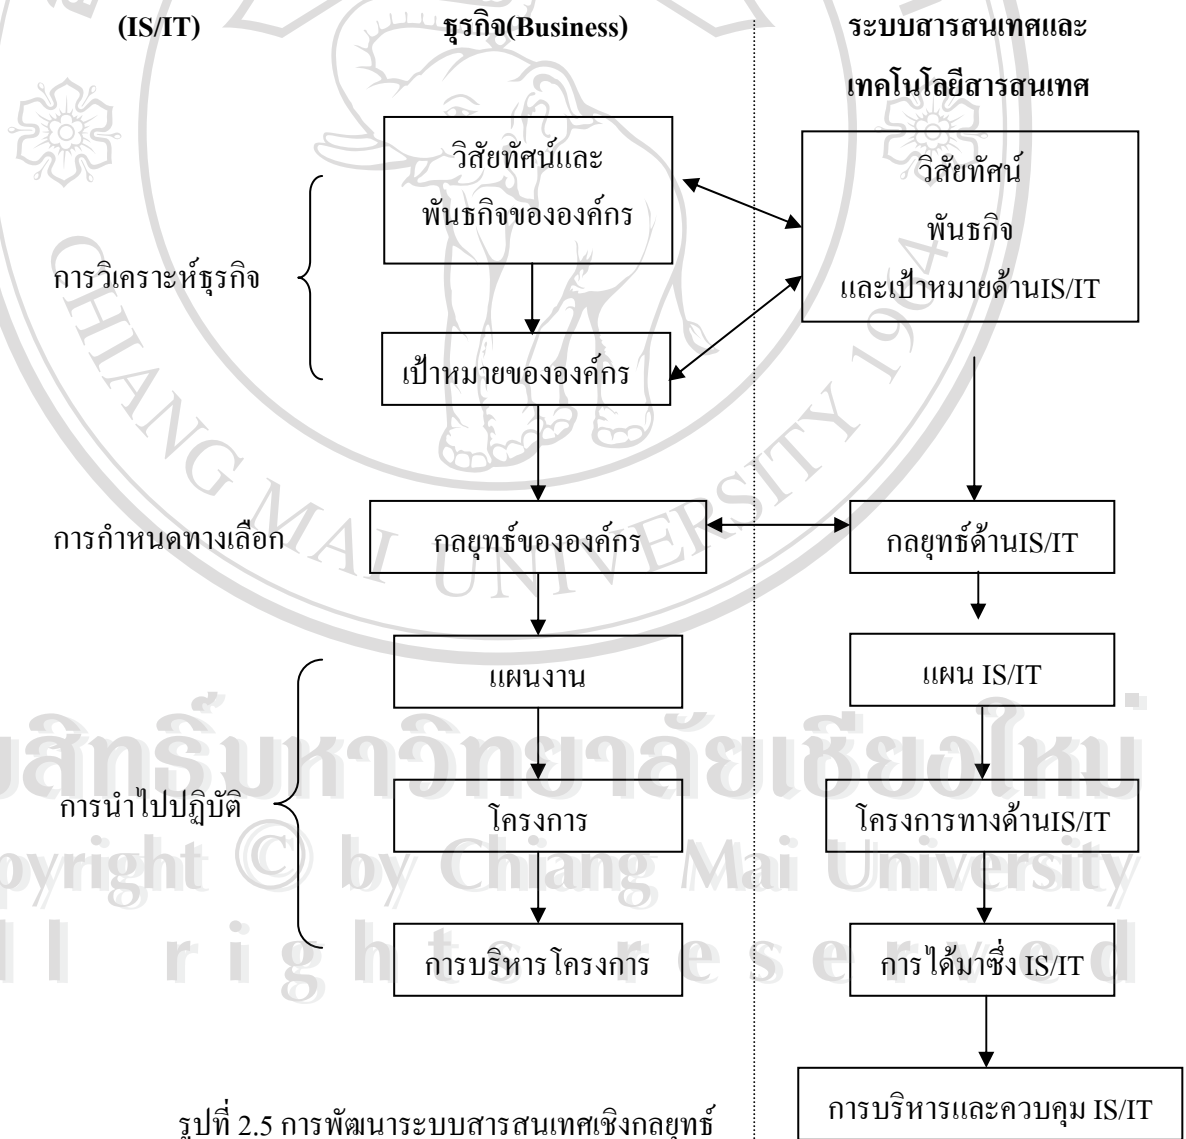 (IS/IT)
ธุรกิจ(Business)
ระบบสารสนเทศและ
เทคโนโลยีสารสนเทศ
วิสัยทัศน์และ
พันธกิจขององค์กร
วิสัยทัศน์
พันธกิจ
และเป้าหมายด้านIS/IT
การวิเคราะห์ธุรกิจ
เป้าหมายขององค์กร
การกำหนดทางเลือก
กลยุทธ์ขององค์กร
กลยุทธ์ด้านIS/IT
แผนงาน
แผน IS/IT
การนำไปปฏิบัติ
โครงการ
โครงการทางด้านIS/IT
การบริหารโครงการ
การได้มาซึ่ง IS/IT
การบริหารและควบคุม IS/IT
รูปที่ 2.5 การพัฒนาระบบสารสนเทศเชิงกลยุทธ์
CHIANG MAI UNIVERSITY 1964
สิทธิ์มหาวิทยาลัยเชียงใหม่
© by Chiang Mai University
rights reserved